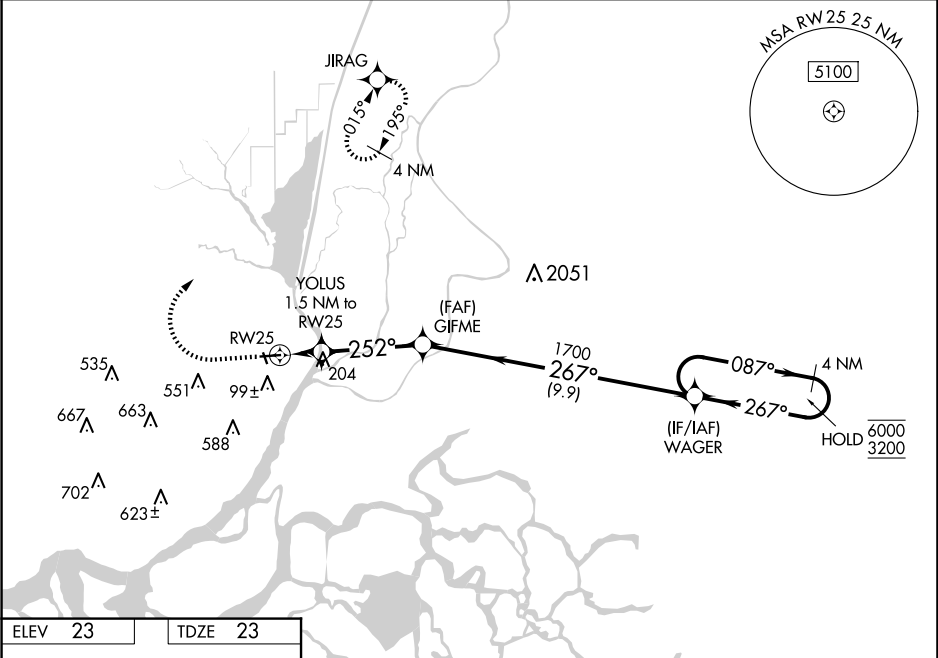 MSA RW25 25 NM
5100
JIRAG
015°
195°
4 NM
2051
YOLUS
1.5 NM to
RW25
(FAF)
GIFME
RW25
252°
204
1700
267°
(9.9)
087°
4 NM
267°
(IF/IAF)
WAGER
HOLD
6000
3200
535
551
99±
667
663
588
702
623±
ELEV 23
TDZE 23